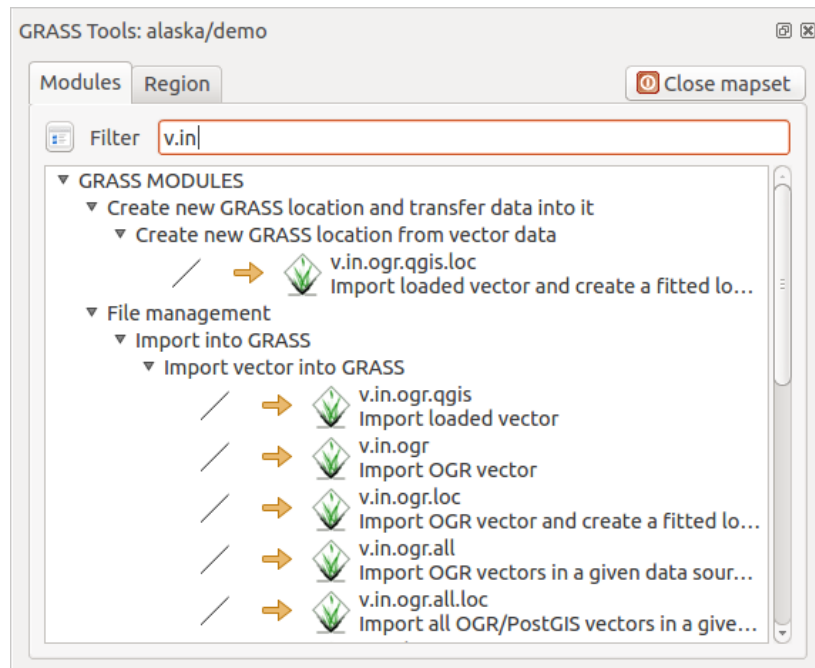 GRASS Tools: alaska/demo
Modules
Region
Close mapset
Filter
v.in
GRASS MODULES
Create new GRASS location and transfer data into it
Create new GRASS location from vector data
v.in.ogr.qgis.loc
Import loaded vector and create a fitted lo...
File management
Import into GRASS
Import vector into GRASS
v.in.ogr.qgis
Import loaded vector
v.in.ogr
Import OGR vector
v.in.ogr.loc
Import OGR vector and create a fitted lo...
v.in.ogr.all
Import OGR vectors in a given data sour...
v.in.ogr.all.loc
Import all OGR/PostGIS vectors in a give...